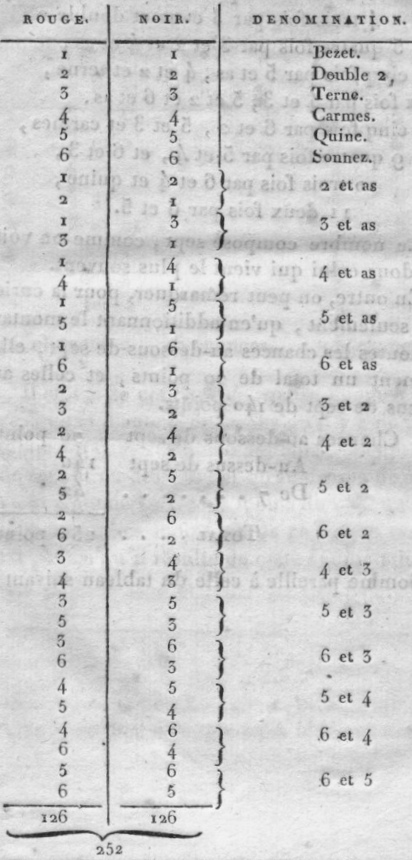 ROUGE. NOIR. DENOMINATION.
1 1 Bezet.
2 2 Double 2,
3 3 Terne.
4 4 Carmes.
5 5 Quine.
6 6 Sonnez.
1 2 2 et as
2 1
1 3 3 et as
3 1
1 4 4 et as
4 1
1 5 5 et as
5 1
1 6 6 et as
6 1
2 3 3 et 2
3 2
2 4 4 et 2
4 2
2 5 5 et 2
5 2
2 6 6 et 2
6 2
3 4 4 et 3
4 3
3 5 5 et 3
5 3
3 6 6 et 3
6 3
4 5 5 et 4
5 4
4 6 6 et 4
6 4
5 6 6 et 5
6 5
126 126
252